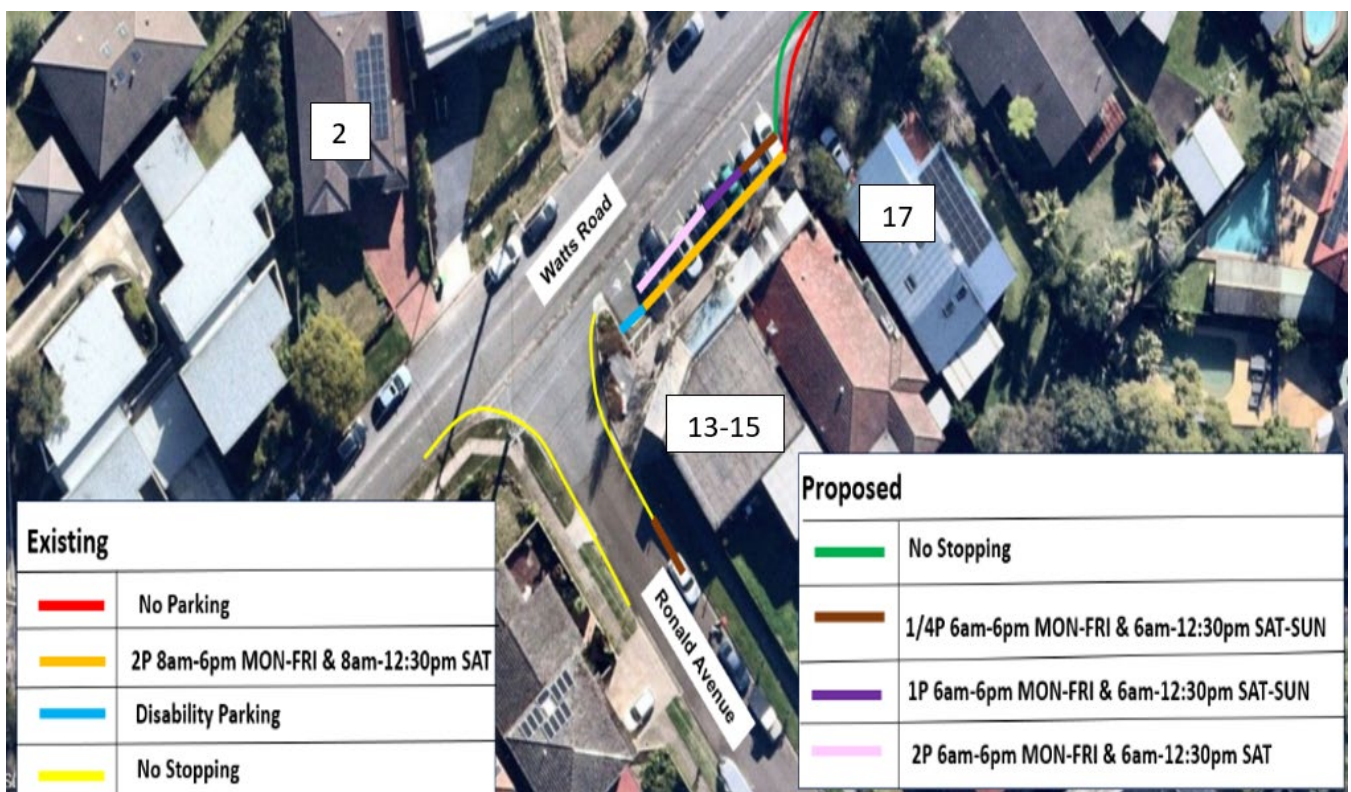 2
Watts Road
17
13-15
Ronald Avenue
Existing
No Parking
2P 8am-6pm MON-FRI & 8am-12:30pm SAT
Disability Parking
No Stopping
Proposed
No Stopping
1/4P 6am-6pm MON-FRI & 6am-12:30pm SAT-SUN
1P 6am-6pm MON-FRI & 6am-12:30pm SAT-SUN
2P 6am-6pm MON-FRI & 6am-12:30pm SAT